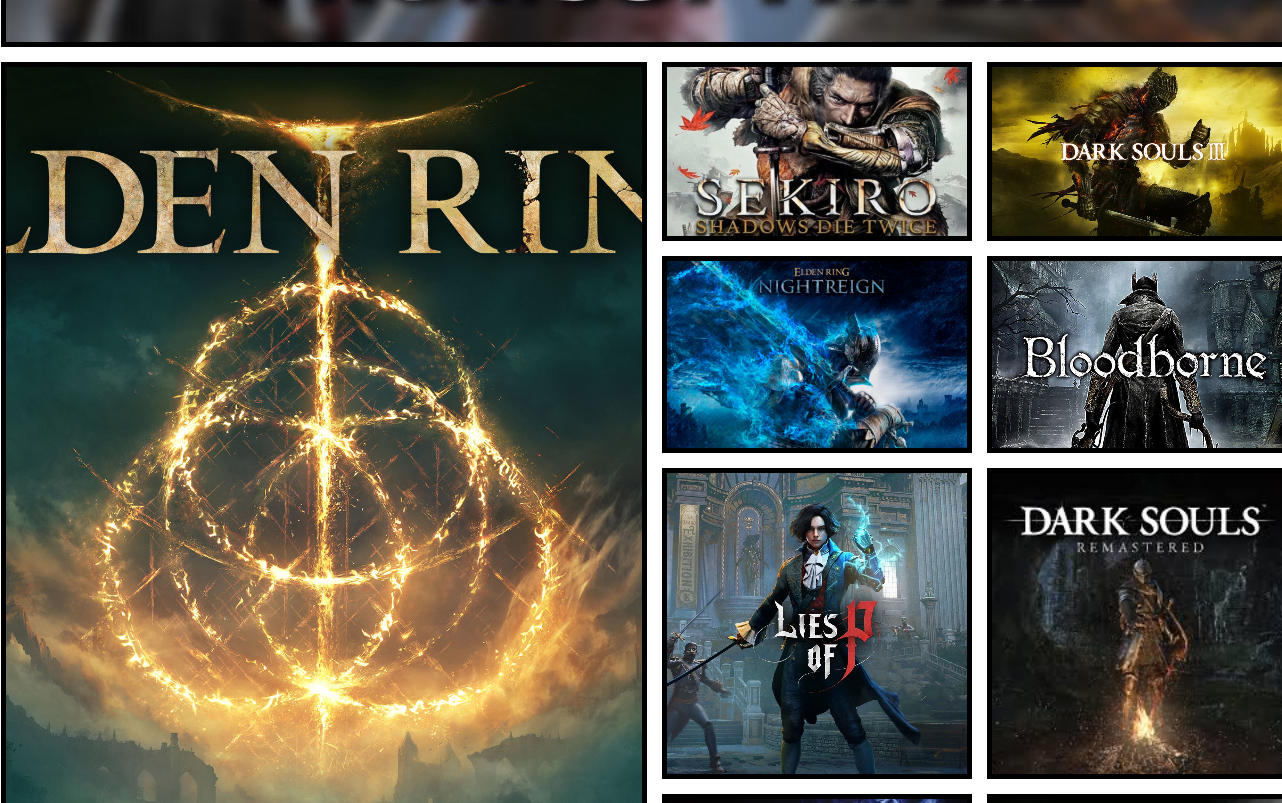 LDEN RIN
SEKIRO
SHADOWS DIE TWICE
DARK SOULS III
ELDEN RING
NIGHTREIGN
Bloodborne
LIES
OF P
DARK SOULS
REMASTERED